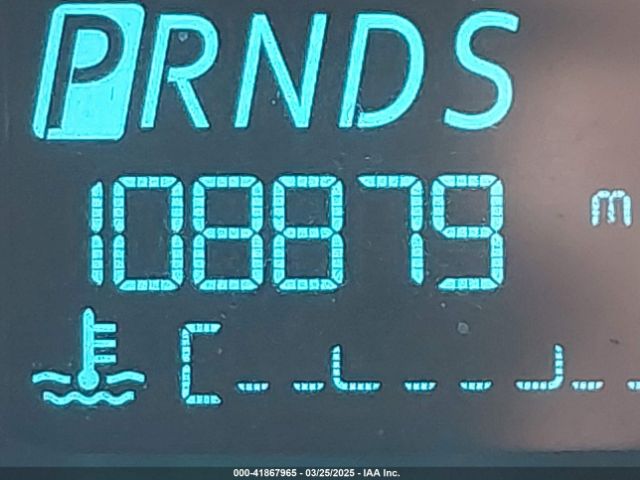 PRNDS
108879 m
C
000-41867965 - 03/25/2025 - IAA Inc.